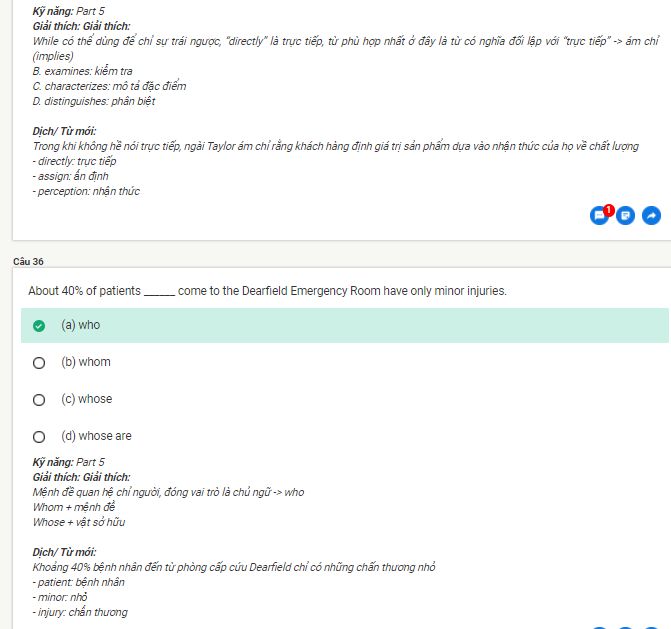 Kỹ năng: Part 5
Giải thích: Giải thích:
While có thể dùng để chỉ sự trái ngược, “directly” là trực tiếp, từ phù hợp nhất ở đây là từ có nghĩa đối lập với “trực tiếp” -> ám chỉ
(implies)
B. examines: kiểm tra
C. characterizes: mô tả đặc điểm
D. distinguishes: phân biệt
Dịch/ Từ mới:
Trong khi không hề nói trực tiếp, ngài Taylor ám chỉ rằng khách hàng định giá trị sản phẩm dựa vào nhận thức của họ về chất lượng
- directly: trực tiếp
- assign: ấn định
- perception: nhận thức
1
Câu 36
About 40% of patients ______ come to the Dearfield Emergency Room have only minor injuries.
(a) who
(b) whom
(c) whose
(d) whose are
Kỹ năng: Part 5
Giải thích: Giải thích:
Mệnh đề quan hệ chỉ người, đóng vai trò là chủ ngữ -> who
Whom + mệnh đề
Whose + vật sở hữu
Dịch/ Từ mới:
Khoảng 40% bệnh nhân đến từ phòng cấp cứu Dearfield chỉ có những chấn thương nhỏ
- patient: bệnh nhân
- minor: nhỏ
- injury: chấn thương